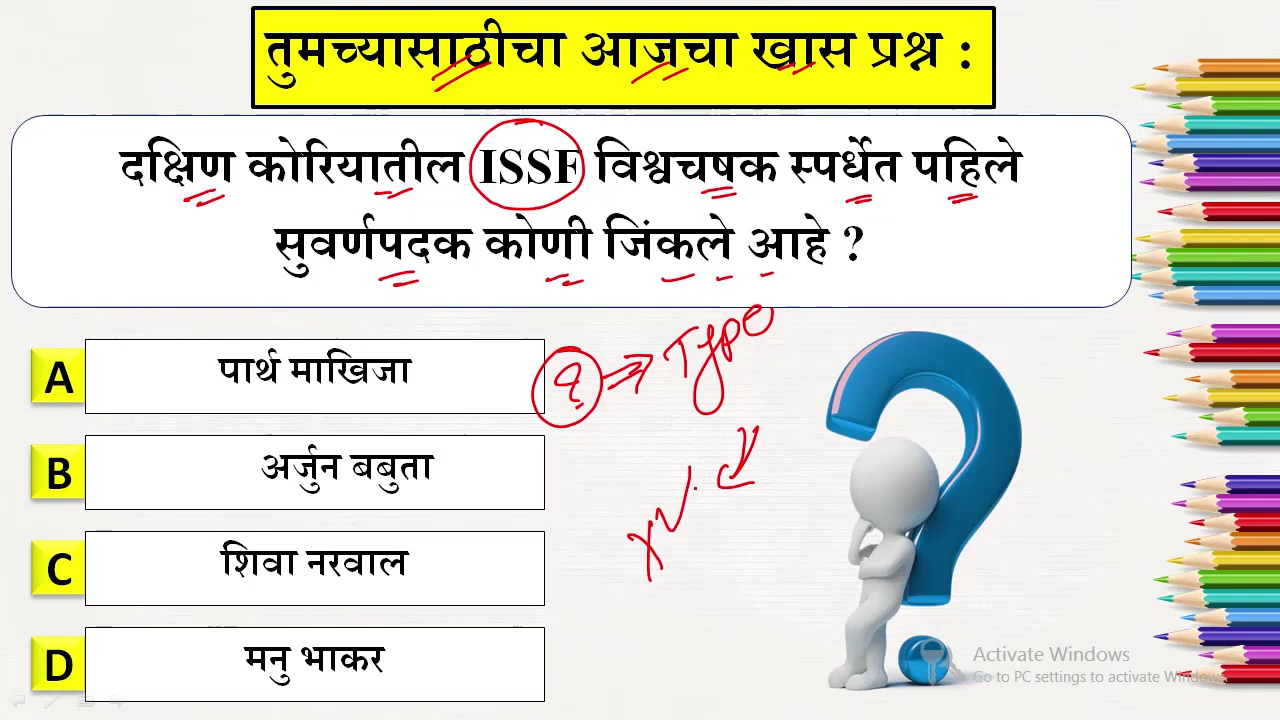 तुमच्यासाठीचा आजचा खास प्रश्न :
दक्षिण कोरियातील ISSF विश्वचषक स्पर्धेत पहिले
सुवर्णपदक कोणी जिंकले आहे ?
A पार्थ माखिजा
? Type
B अर्जुन बबुता
C शिवा नरवाल
D मनु भाकर
Activate Windows
Go to PC settings to activate Windows.